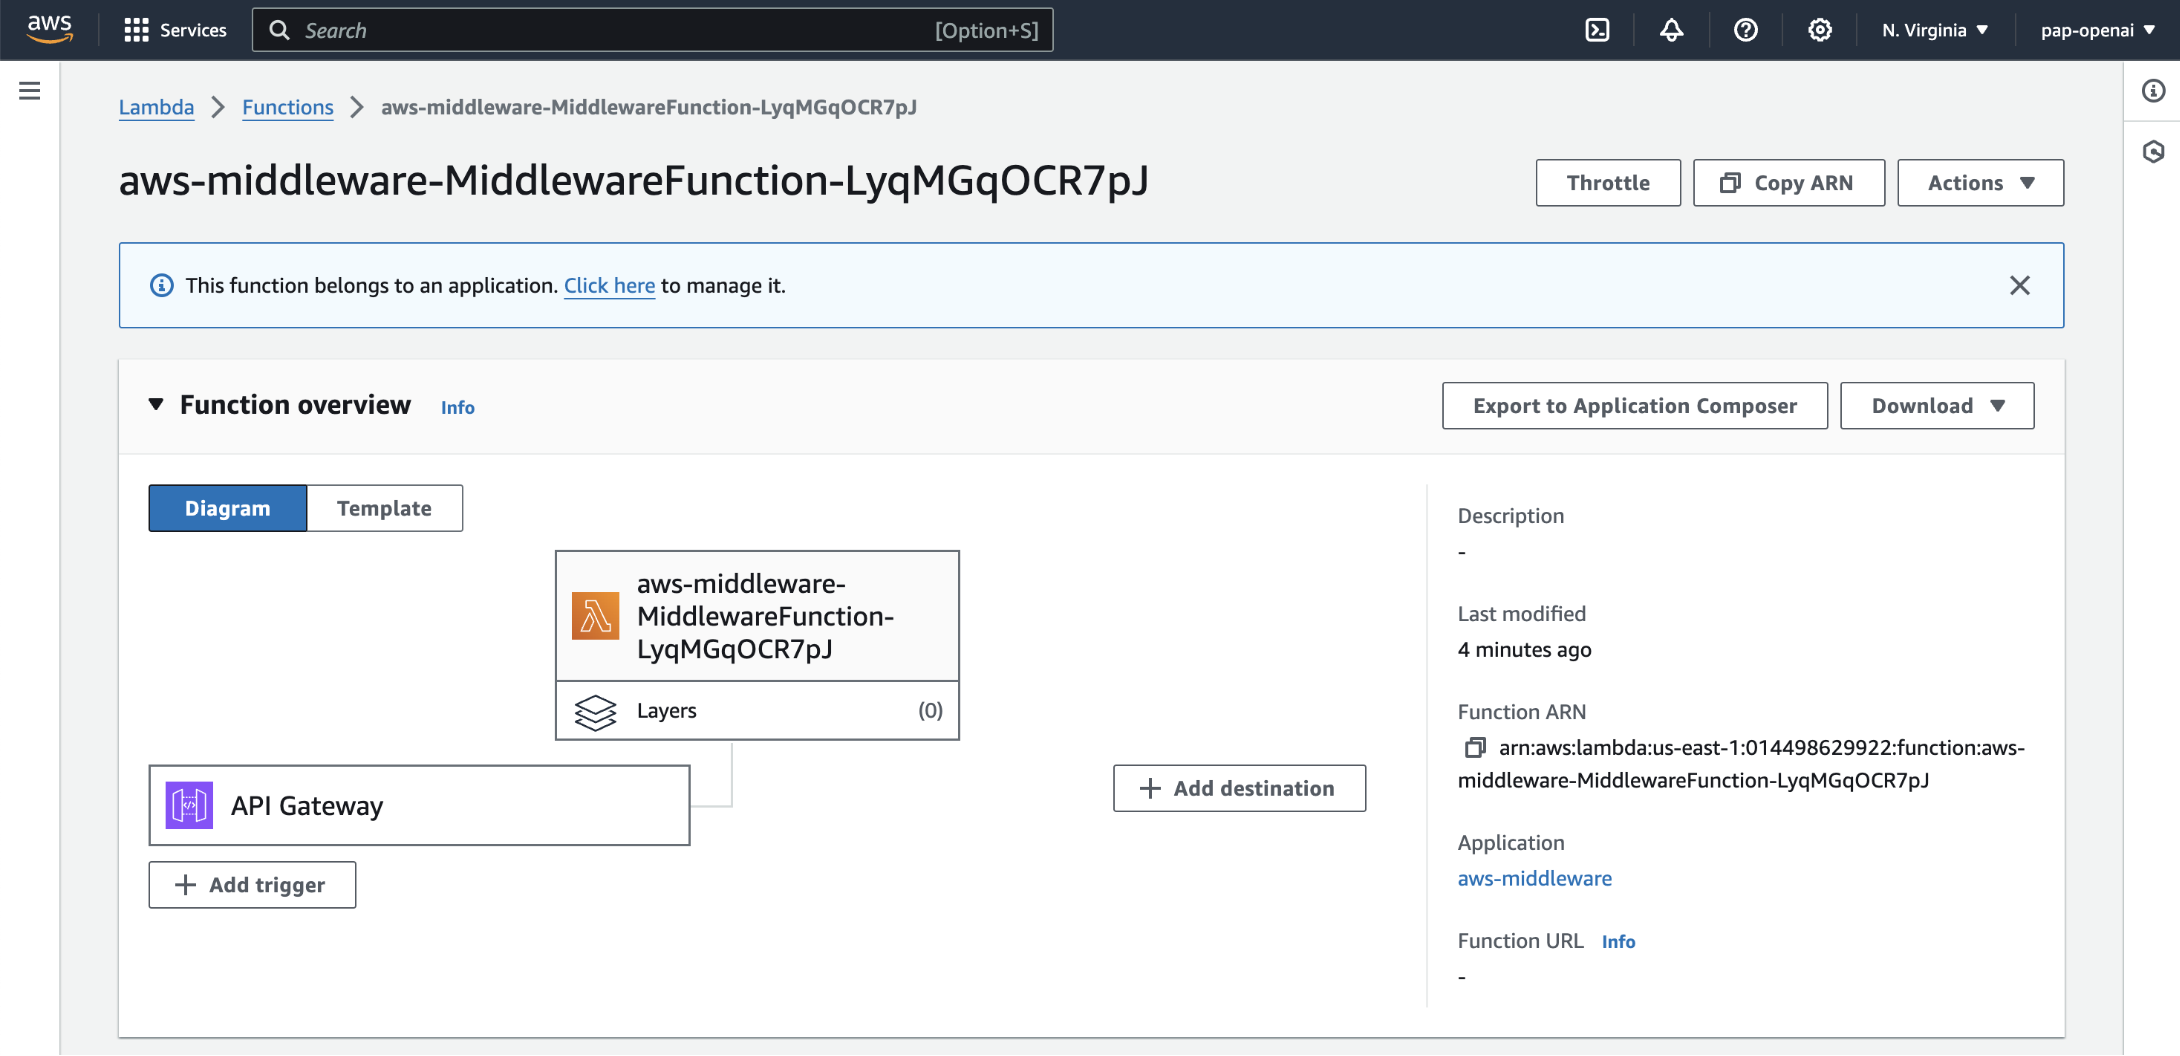 aws
Services
Search
[Option+S]
N. Virginia
pap-openai
Lambda
Functions
aws-middleware-MiddlewareFunction-LyqMGqOCR7pJ
aws-middleware-MiddlewareFunction-LyqMGqOCR7pJ
Throttle
Copy ARN
Actions
This function belongs to an application. Click here to manage it.
Function overview
Info
Export to Application Composer
Download
Diagram
Template
aws-middleware-
MiddlewareFunction-
LyqMGqOCR7pJ
Layers
(0)
API Gateway
Add trigger
Add destination
Description
-
Last modified
4 minutes ago
Function ARN
arn:aws:lambda:us-east-1:014498629922:function:aws-
middleware-MiddlewareFunction-LyqMGqOCR7pJ
Application
aws-middleware
Function URL
Info
-